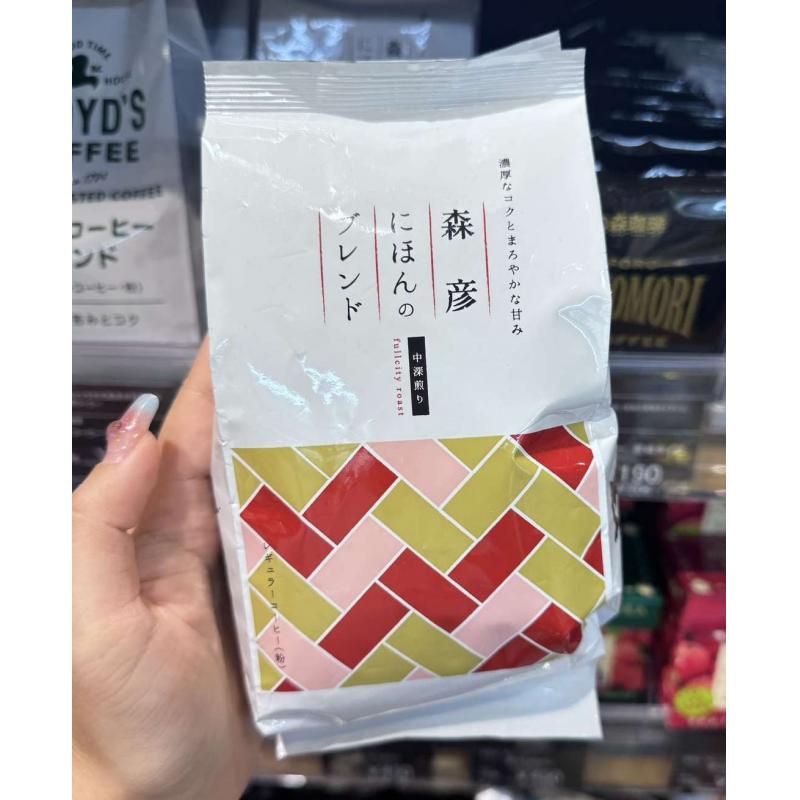 濃厚なコクとまろやかな甘み
森彦
にほんの
ブレンド
中深煎り
fullcity roast
レギュラーコーヒー(粉)
YD'S
FFEE
TED COFFEE
コーヒー
ンド
OMORI
COFFEE
190